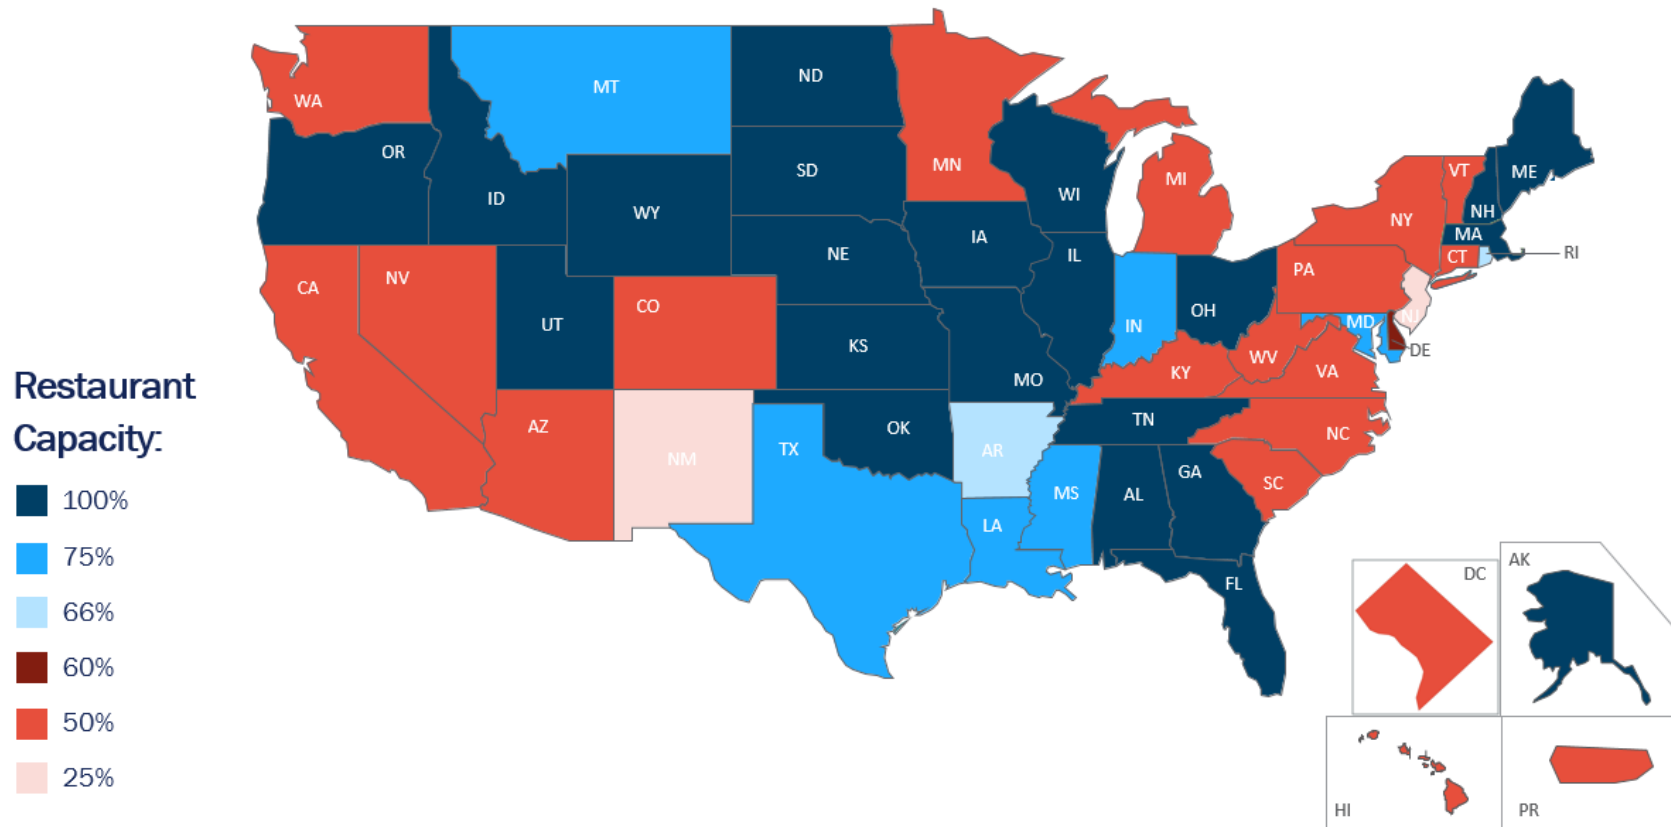 WA
MT
ND
MN
OR
ID
WY
SD
WI
MI
VT
ME
NH
NY
MA
RI
CT
CA
NV
UT
CO
NE
IA
IL
IN
OH
PA
NJ
MD
DE
KS
MO
KY
WV
VA
AZ
NM
TX
OK
AR
TN
NC
SC
MS
AL
GA
LA
FL
DC
AK
HI
PR
Restaurant
Capacity:
100%
75%
66%
60%
50%
25%